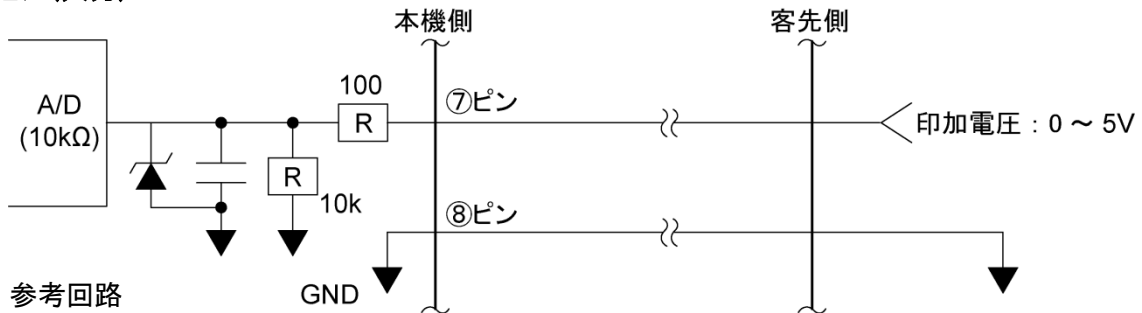 本機側
客先側
A/D
(10kΩ)
100
R
⑦ピン
印加電圧：0 ～ 5V
R
10k
⑧ピン
参考回路
GND